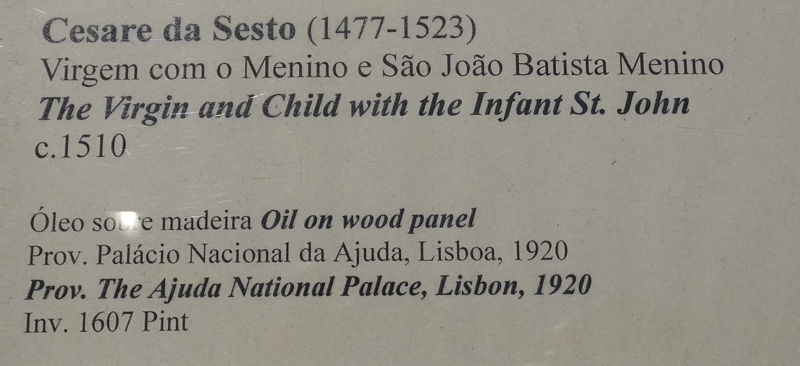 Cesare da Sesto (1477-1523)
Virgem com o Menino e São João Batista Menino
The Virgin and Child with the Infant St. John
c.1510
Óleo sobre madeira Oil on wood panel
Prov. Palácio Nacional da Ajuda, Lisboa, 1920
Prov. The Ajuda National Palace, Lisbon, 1920
Inv. 1607 Pint